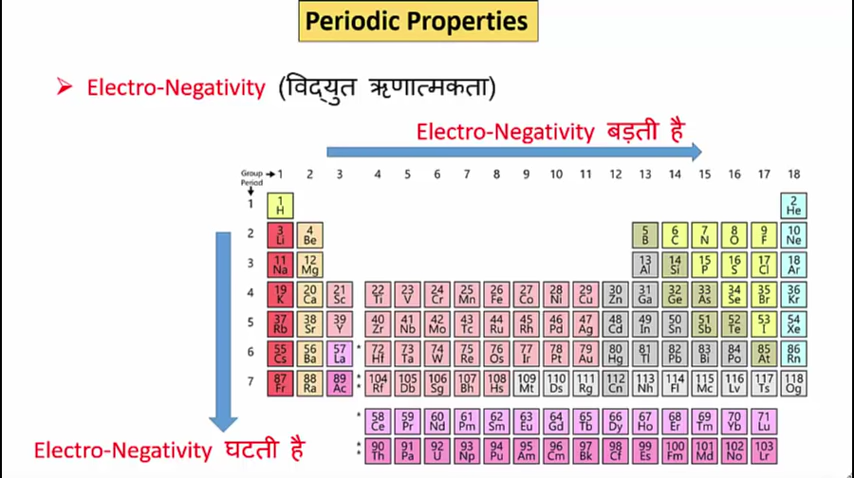 Periodic Properties
➢ Electro-Negativity (विद्युत ऋणात्मकता)
Electro-Negativity बड़ती है
Group → 1 2 3 4 5 6 7 8 9 10 11 12 13 14 15 16 17 18
Period ↓
1 1 H 2 He
2 3 Li 4 Be 5 B 6 C 7 N 8 O 9 F 10 Ne
3 11 Na 12 Mg 13 Al 14 Si 15 P 16 S 17 Cl 18 Ar
4 19 K 20 Ca 21 Sc 22 Ti 23 V 24 Cr 25 Mn 26 Fe 27 Co 28 Ni 29 Cu 30 Zn 31 Ga 32 Ge 33 As 34 Se 35 Br 36 Kr
5 37 Rb 38 Sr 39 Y 40 Zr 41 Nb 42 Mo 43 Tc 44 Ru 45 Rh 46 Pd 47 Ag 48 Cd 49 In 50 Sn 51 Sb 52 Te 53 I 54 Xe
6 55 Cs 56 Ba 57 La * 72 Hf 73 Ta 74 W 75 Re 76 Os 77 Ir 78 Pt 79 Au 80 Hg 81 Tl 82 Pb 83 Bi 84 Po 85 At 86 Rn
7 87 Fr 88 Ra 89 Ac ** 104 Rf 105 Db 106 Sg 107 Bh 108 Hs 109 Mt 110 Ds 111 Rg 112 Cn 113 Nh 114 Fl 115 Mc 116 Lv 117 Ts 118 Og
* 58 Ce 59 Pr 60 Nd 61 Pm 62 Sm 63 Eu 64 Gd 65 Tb 66 Dy 67 Ho 68 Er 69 Tm 70 Yb 71 Lu
** 90 Th 91 Pa 92 U 93 Np 94 Pu 95 Am 96 Cm 97 Bk 98 Cf 99 Es 100 Fm 101 Md 102 No 103 Lr
Electro-Negativity घटती है